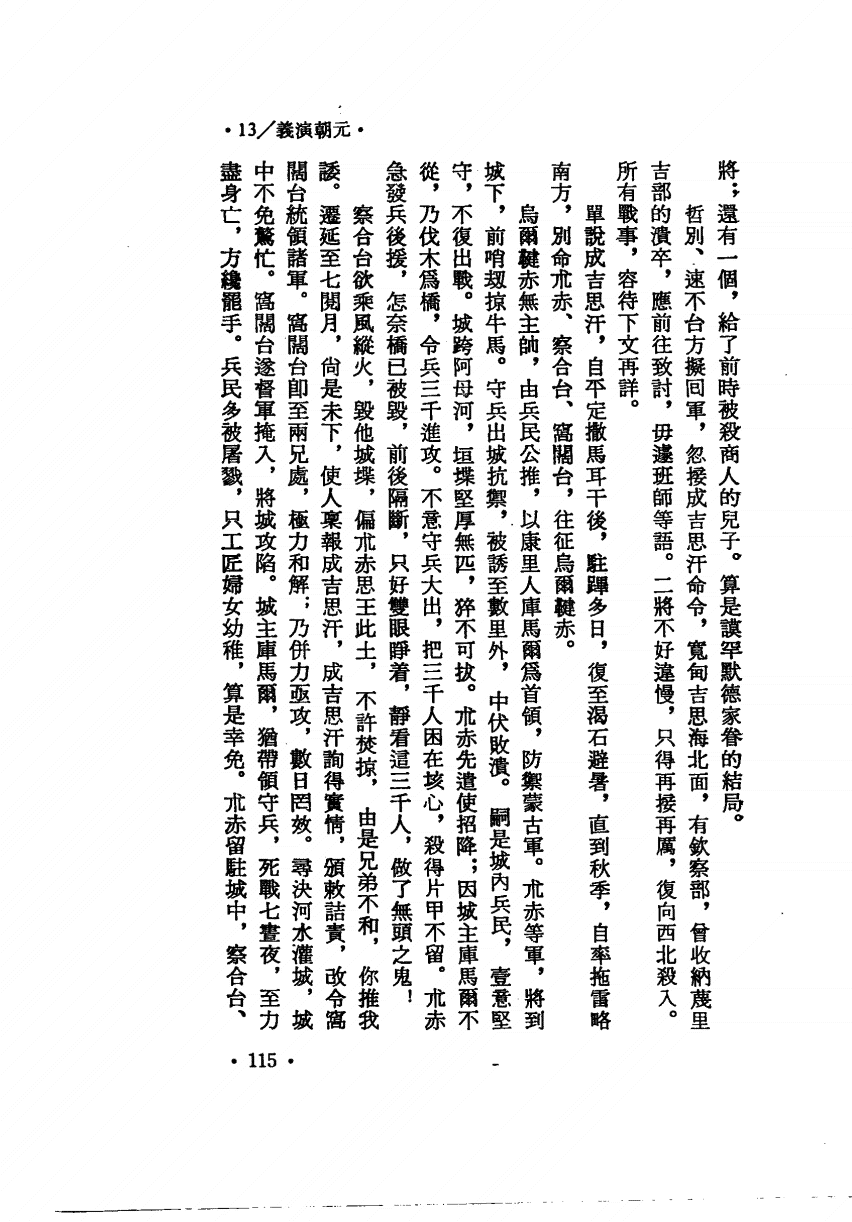 •13/義演朝元•
將；還有一個，給了前時被殺商人的兒子。算是謨罕默德家眷的結局。
哲別、速不台方擬囘軍，忽接成吉思汗命令，寬甸吉思海北面，有欽察部，曾收納蔑里
吉部的潰卒，應前往致討，毋遽班師等語。二將不好違慢，只得再接再厲，復向西北殺入。
所有戰事，容待下文再詳。
單說成吉思汗，自平定撒馬耳干後，駐蹕多日，復至渴石避暑，直到秋季，自率拖雷略
南方，別命朮赤、察合台、窩闊台，往征烏爾鞬赤。
烏爾鞬赤無主帥，由兵民公推，以康里人庫馬爾爲首領，防禦蒙古軍。朮赤等軍，將到
城下，前哨刼掠牛馬。守兵出城抗禦，被誘至數里外，中伏敗潰。嗣是城內兵民，壹意堅
守，不復出戰。城跨阿母河，垣堞堅厚無匹，猝不可拔。朮赤先遣使招降；因城主庫馬爾不
從，乃伐木爲橋，令兵三千進攻。不意守兵大出，把三千人困在垓心，殺得片甲不留。朮赤
急發兵後援，怎奈橋已被毀，前後隔斷，只好雙眼睜着，靜看這三千人，做了無頭之鬼！
察合台欲乘風縱火，毀他城堞，偏朮赤思王此土，不許焚掠，由是兄弟不和，你推我
諉。遷延至七閱月，尙是未下，使人稟報成吉思汗，成吉思汗詢得實情，頒敕詰責，改令窩
闊台統領諸軍。窩闊台卽至兩兄處，極力和解；乃併力亟攻，數日罔效。尋決河水灌城，城
中不免驚忙。窩闊台遂督軍掩入，將城攻陷。城主庫馬爾，猶帶領守兵，死戰七晝夜，至力
盡身亡，方纔罷手。兵民多被屠戮，只工匠婦女幼稚，算是幸免。朮赤留駐城中，察合台、
•115•